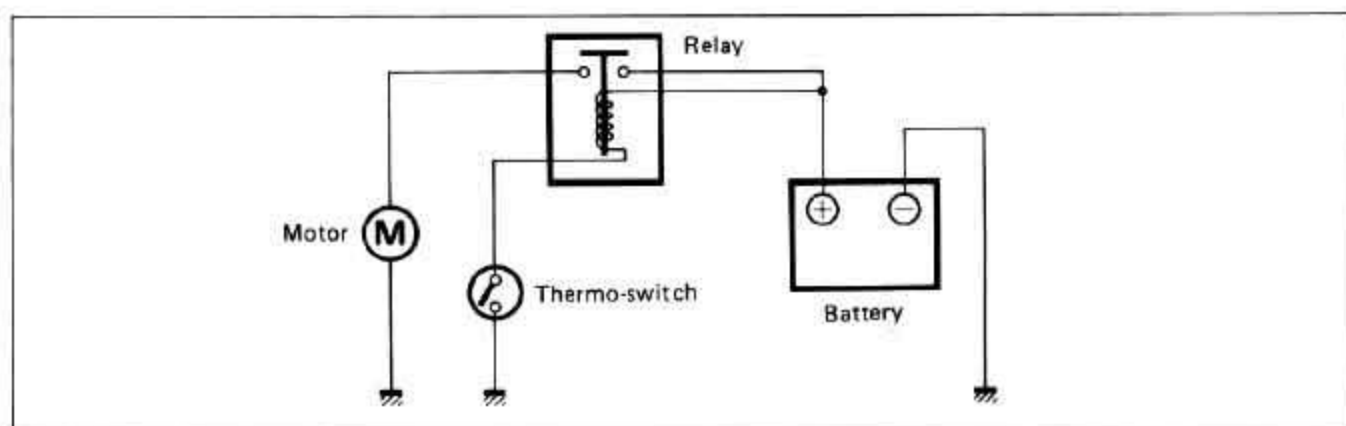 Relay
Motor
M
Thermo-switch
+
−
Battery